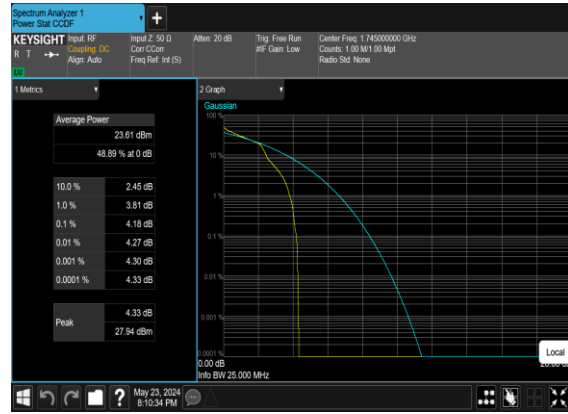 Spectrum Analyzer 1
Power Stat CCDF
KEYSIGHT
R T
LW
Input: RF
Coupling: DC
Align: Auto
Input Z: 50 Ω
Corr CCorr
Freq Ref: Int (S)
Atten: 20 dB
Trig: Free Run
#IF Gain: Low
Center Freq: 1.745000000 GHz
Counts: 1.00 M/1.00 Mpt
Radio Std: None
1 Metrics
Average Power
23.61 dBm
48.89 % at 0 dB
10.0 % 2.45 dB
1.0 % 3.81 dB
0.1 % 4.18 dB
0.01 % 4.27 dB
0.001 % 4.30 dB
0.0001 % 4.33 dB
Peak
4.33 dB
27.94 dBm
2 Graph
Gaussian
100 %
10 %
1 %
0.1 %
0.01 %
0.001 %
0.0001 %
0.00 dB
Info BW 25.000 MHz
Local
?
May 23, 2024
8:10:34 PM